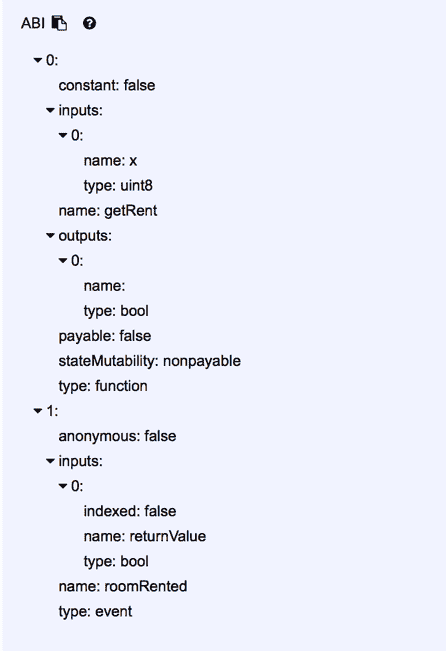 ABI
0:
constant: false
inputs:
0:
name: x
type: uint8
name: getRent
outputs:
0:
name:
type: bool
payable: false
stateMutability: nonpayable
type: function
1:
anonymous: false
inputs:
0:
indexed: false
name: returnValue
type: bool
name: roomRented
type: event